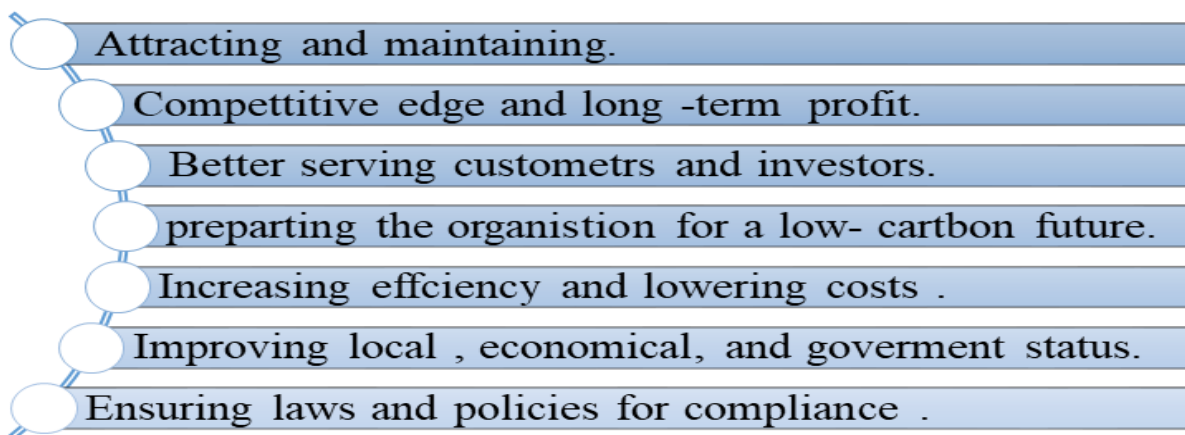 Attracting and maintaining.
Compettitive edge and long -term profit.
Better serving custometrs and investors.
preparting the organistion for a low- cartbon future.
Increasing effciency and lowering costs .
Improving local , economical, and goverment status.
Ensuring laws and policies for compliance .